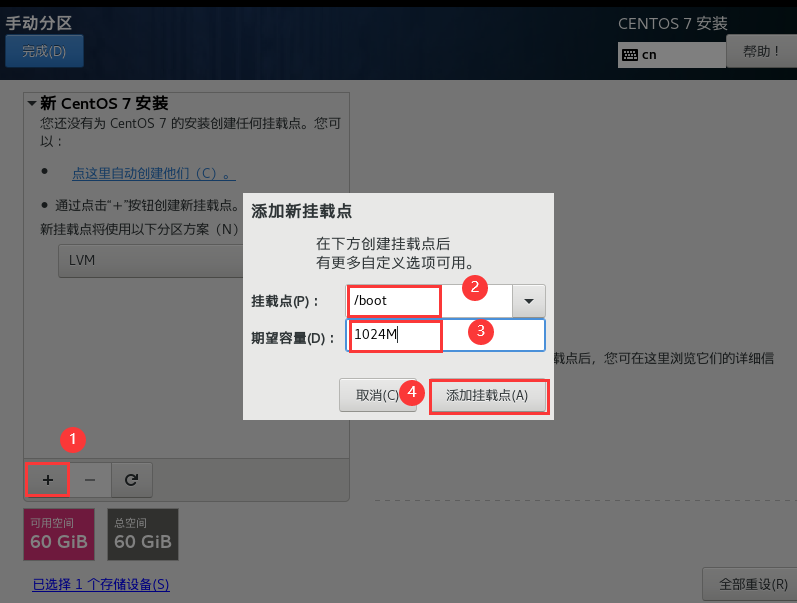 手动分区
CENTOS 7 安装
完成(D)
cn
帮助！
新 CentOS 7 安装
您还没有为 CentOS 7 的安装创建任何挂载点。您可
以：
点这里自动创建他们（C）。
通过点击“+”按钮创建新挂载点。
新挂载点将使用以下分区方案（N）
LVM
添加新挂载点
在下方创建挂载点后
有更多自定义选项可用。
挂载点(P)：
/boot
2
期望容量(D)：
1024M
3
载点后，您可在这里浏览它们的详细信
取消(C)
4
添加挂载点(A)
1
+
−
可用空间
60 GiB
总空间
60 GiB
已选择 1 个存储设备(S)
全部重设(R)